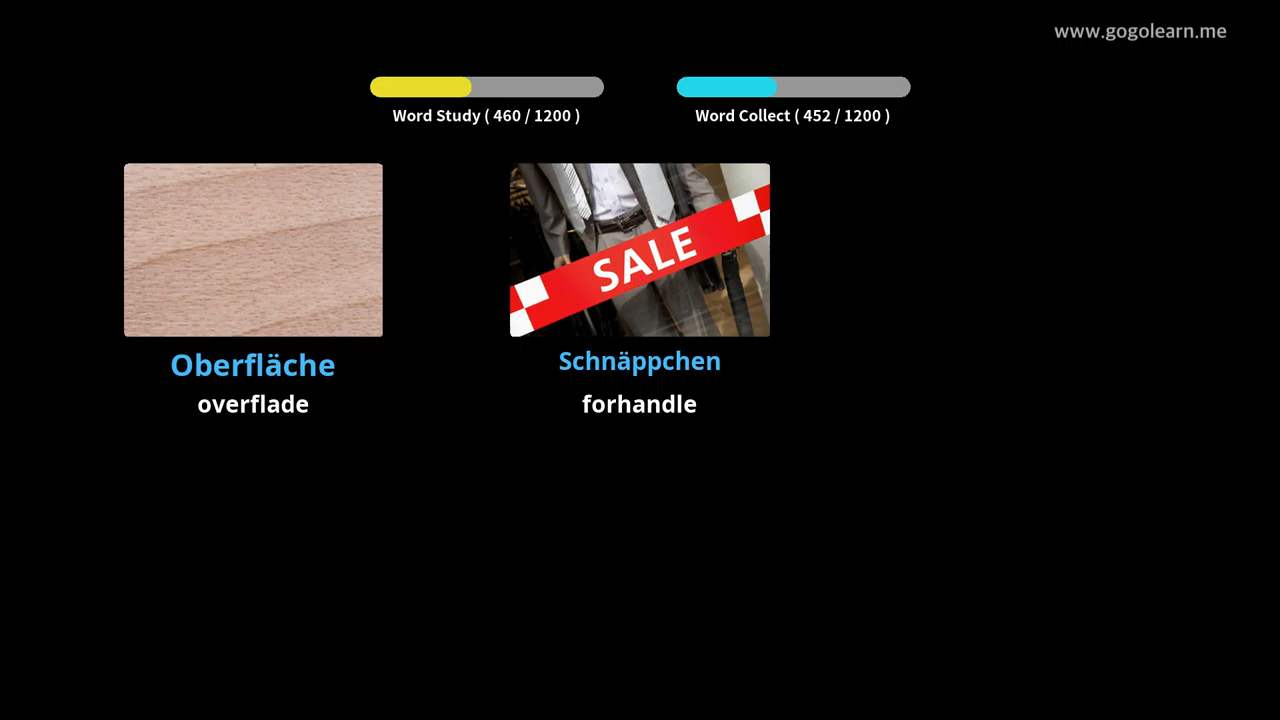 www.gogolearn.me
Word Study ( 460 / 1200 )
Word Collect ( 452 / 1200 )
SALE
Oberfläche
overflade
Schnäppchen
forhandle